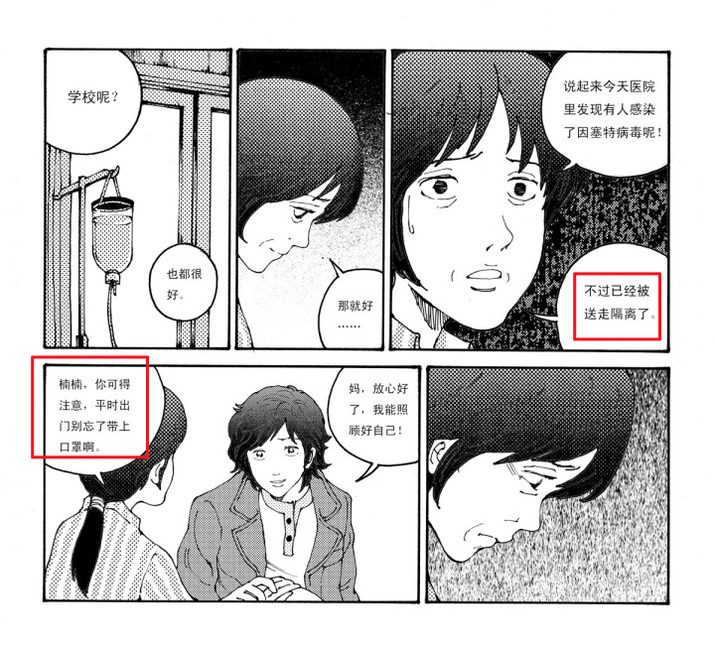 学校呢？
也都很
好。
那就好
……
说起来今天医院
里发现有人感染
了因塞特病毒呢！
不过已经被
送走隔离了。
楠楠，你可得
注意，平时出
门别忘了带上
口罩啊。
妈，放心好
了，我能照
顾好自己！